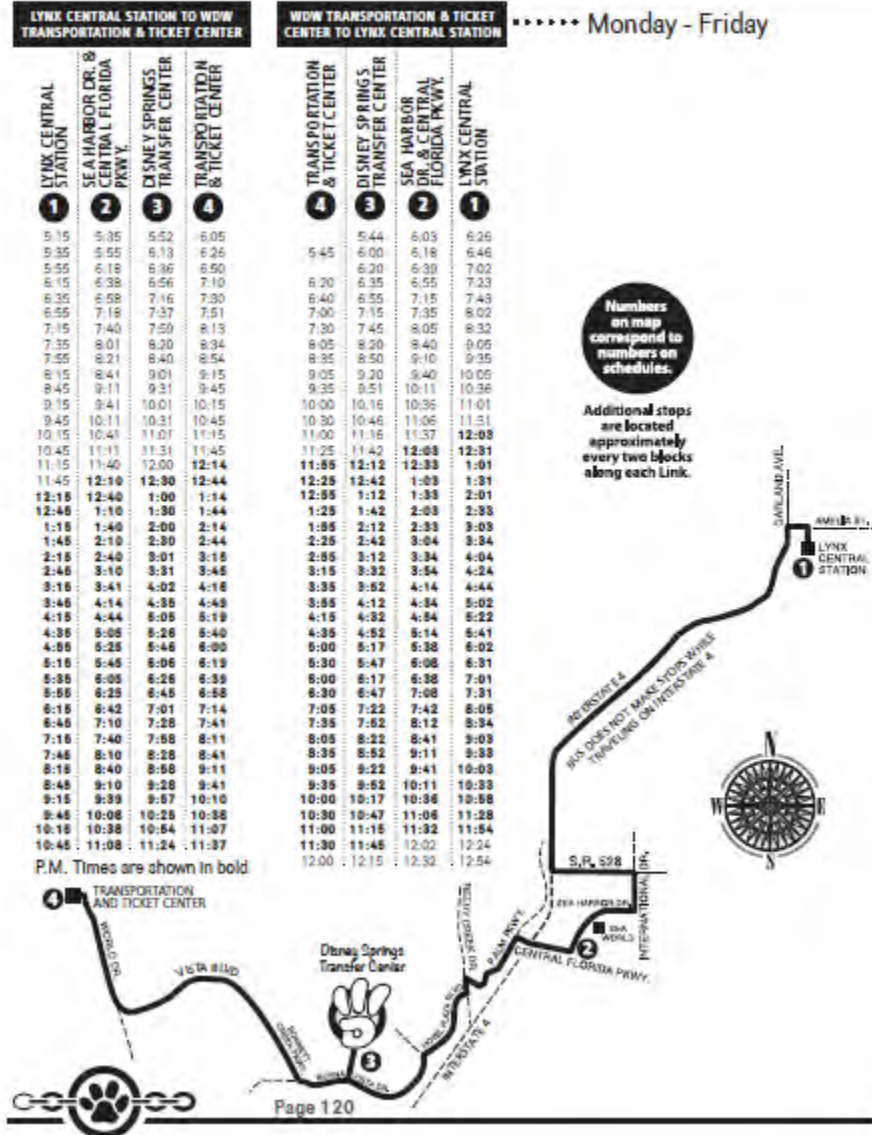 LYNX CENTRAL STATION TO WDW
TRANSPORTATION & TICKET CENTER
LYNX CENTRAL
STATION
SEA HARBOR DR. &
CENTRAL FLORIDA
PKWY.
DISNEY SPRINGS
TRANSFER CENTER
TRANSPORTATION
& TICKET CENTER
1 2 3 4
5:15 5:35 5:52 6:05
5:35 5:55 6:13 6:26
5:55 6:18 6:36 6:50
6:15 6:38 6:56 7:10
6:35 6:58 7:16 7:30
6:55 7:18 7:37 7:51
7:15 7:40 7:59 8:13
7:35 8:01 8:20 8:34
7:55 8:21 8:40 8:54
8:15 8:41 9:01 9:15
8:45 9:11 9:31 9:45
9:15 9:41 10:01 10:15
9:45 10:11 10:31 10:45
10:15 10:41 11:01 11:15
10:45 11:11 11:31 11:45
11:15 11:40 12:00 12:14
11:45 12:10 12:30 12:44
12:15 12:40 1:00 1:14
12:45 1:10 1:30 1:44
1:15 1:40 2:00 2:14
1:45 2:10 2:30 2:44
2:15 2:40 3:01 3:15
2:45 3:10 3:31 3:45
3:15 3:41 4:02 4:16
3:45 4:14 4:35 4:49
4:15 4:44 5:05 5:19
4:35 5:05 5:26 5:40
4:55 5:25 5:46 6:00
5:15 5:45 6:06 6:19
5:35 6:05 6:26 6:39
5:55 6:25 6:45 6:58
6:15 6:42 7:01 7:14
6:45 7:10 7:28 7:41
7:15 7:40 7:58 8:11
7:45 8:10 8:28 8:41
8:15 8:40 8:58 9:11
8:45 9:10 9:28 9:41
9:15 9:39 9:57 10:10
9:45 10:08 10:25 10:38
10:15 10:38 10:54 11:07
10:45 11:08 11:24 11:37
P.M. Times are shown in bold
WDW TRANSPORTATION & TICKET
CENTER TO LYNX CENTRAL STATION
TRANSPORTATION
& TICKET CENTER
DISNEY SPRINGS
TRANSFER CENTER
SEA HARBOR
DR. & CENTRAL
FLORIDA PKWY.
LYNX CENTRAL
STATION
4 3 2 1
5:44 6:03 6:26
5:45 6:00 6:18 6:46
6:20 6:39 7:02
6:20 6:35 6:55 7:23
6:40 6:55 7:15 7:43
7:00 7:15 7:35 8:02
7:30 7:45 8:05 8:32
8:05 8:20 8:40 9:05
8:35 8:50 9:10 9:35
9:05 9:20 9:40 10:05
9:35 9:51 10:11 10:36
10:00 10:16 10:36 11:01
10:30 10:46 11:06 11:31
11:00 11:16 11:37 12:03
11:25 11:42 12:03 12:31
11:55 12:12 12:33 1:01
12:25 12:42 1:03 1:31
12:55 1:12 1:33 2:01
1:25 1:42 2:03 2:33
1:55 2:12 2:33 3:03
2:25 2:42 3:04 3:34
2:55 3:12 3:34 4:04
3:15 3:32 3:54 4:24
3:35 3:52 4:14 4:44
3:55 4:12 4:34 5:02
4:15 4:32 4:54 5:22
4:35 4:52 5:14 5:41
5:00 5:17 5:38 6:02
5:30 5:47 6:08 6:31
6:00 6:17 6:38 7:01
6:30 6:47 7:08 7:31
7:05 7:22 7:42 8:05
7:35 7:52 8:12 8:34
8:05 8:22 8:41 9:03
8:35 8:52 9:11 9:33
9:05 9:22 9:41 10:03
9:35 9:52 10:11 10:33
10:00 10:17 10:36 10:58
10:30 10:47 11:06 11:28
11:00 11:15 11:32 11:54
11:30 11:45 12:02 12:24
12:00 12:15 12:32 12:54
Monday - Friday
Numbers
on map
correspond to
numbers on
schedules.
Additional stops
are located
approximately
every two blocks
along each Link.
GARLAND AVE.
AMELIA ST.
1
LYNX
CENTRAL
STATION
INTERSTATE 4
BUS DOES NOT MAKE STOPS WHILE
TRAVELING ON INTERSTATE 4
N
W E
S
S.R. 528
INTERNATIONAL DR.
SEA HARBOR DR.
SEA
WORLD
2
CENTRAL FLORIDA PKWY.
PALM PKWY.
INTERSTATE 4
4
TRANSPORTATION
AND TICKET CENTER
WORLD DR.
VISTA BLVD
Disney Springs
Transfer Center
3
Page 120